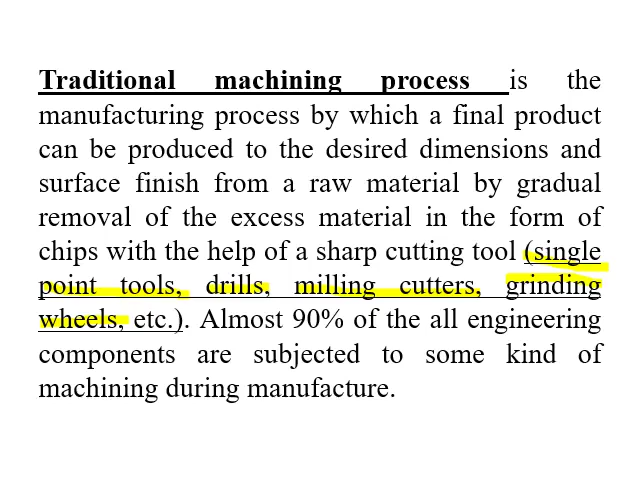 Traditional machining process is the
manufacturing process by which a final product
can be produced to the desired dimensions and
surface finish from a raw material by gradual
removal of the excess material in the form of
chips with the help of a sharp cutting tool (single
point tools, drills, milling cutters, grinding
wheels, etc.). Almost 90% of the all engineering
components are subjected to some kind of
machining during manufacture.